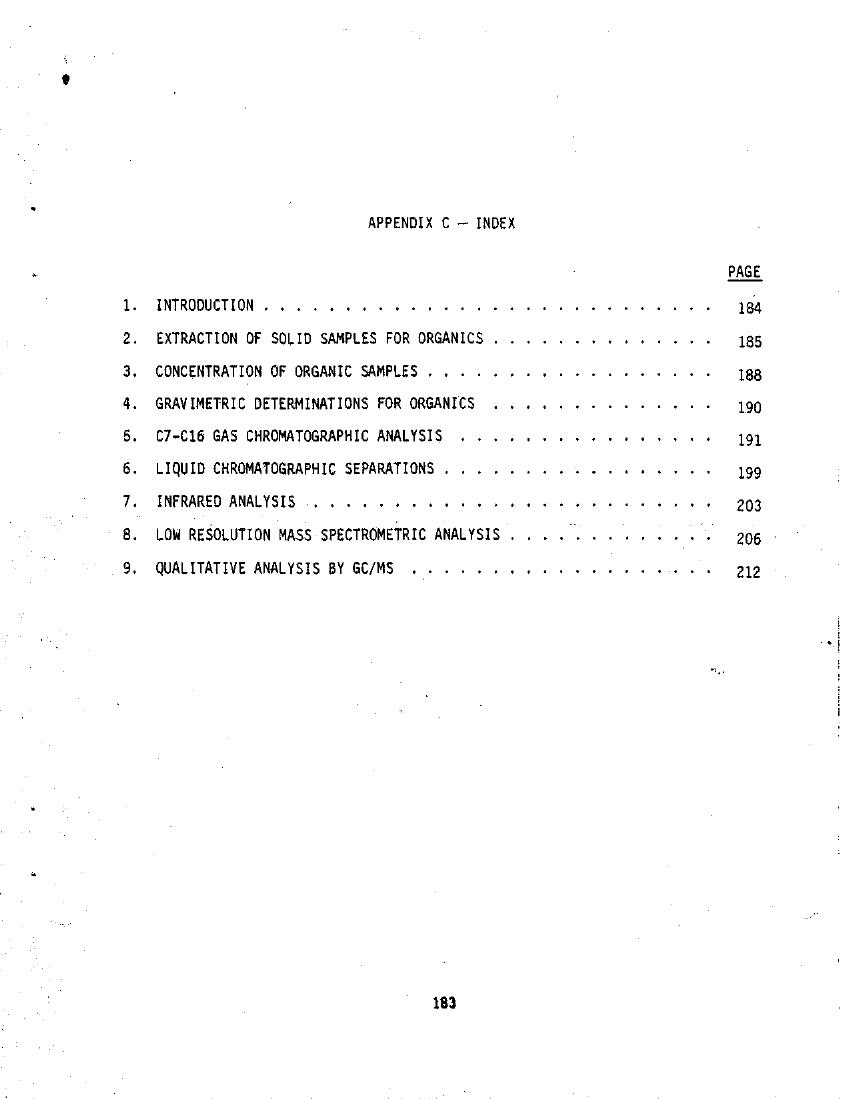 APPENDIX C — INDEX
PAGE
1. INTRODUCTION . . . . . . . . . . . . . . . . . . . . . . . . . . . . 184
2. EXTRACTION OF SOLID SAMPLES FOR ORGANICS . . . . . . . . . . . . . . 185
3. CONCENTRATION OF ORGANIC SAMPLES . . . . . . . . . . . . . . . . . . 188
4. GRAVIMETRIC DETERMINATIONS FOR ORGANICS . . . . . . . . . . . . . . 190
5. C7-C16 GAS CHROMATOGRAPHIC ANALYSIS . . . . . . . . . . . . . . . . 191
6. LIQUID CHROMATOGRAPHIC SEPARATIONS . . . . . . . . . . . . . . . . . 199
7. INFRARED ANALYSIS . . . . . . . . . . . . . . . . . . . . . . . . . 203
8. LOW RESOLUTION MASS SPECTROMETRIC ANALYSIS . . . . . . . . . . . . . 206
9. QUALITATIVE ANALYSIS BY GC/MS . . . . . . . . . . . . . . . . . . . 212
183